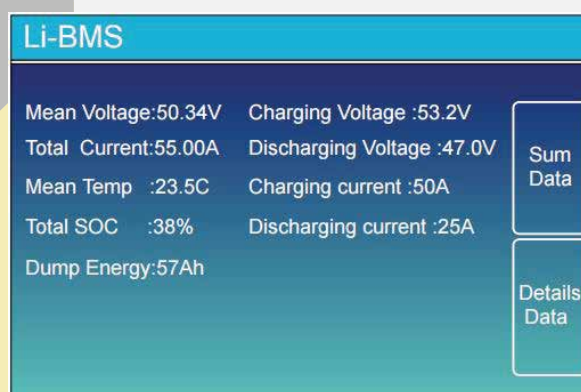 Li-BMS
Mean Voltage:50.34V Charging Voltage :53.2V
Total Current:55.00A Discharging Voltage :47.0V
Mean Temp :23.5C Charging current :50A
Total SOC :38% Discharging current :25A
Dump Energy:57Ah
Sum
Data
Details
Data